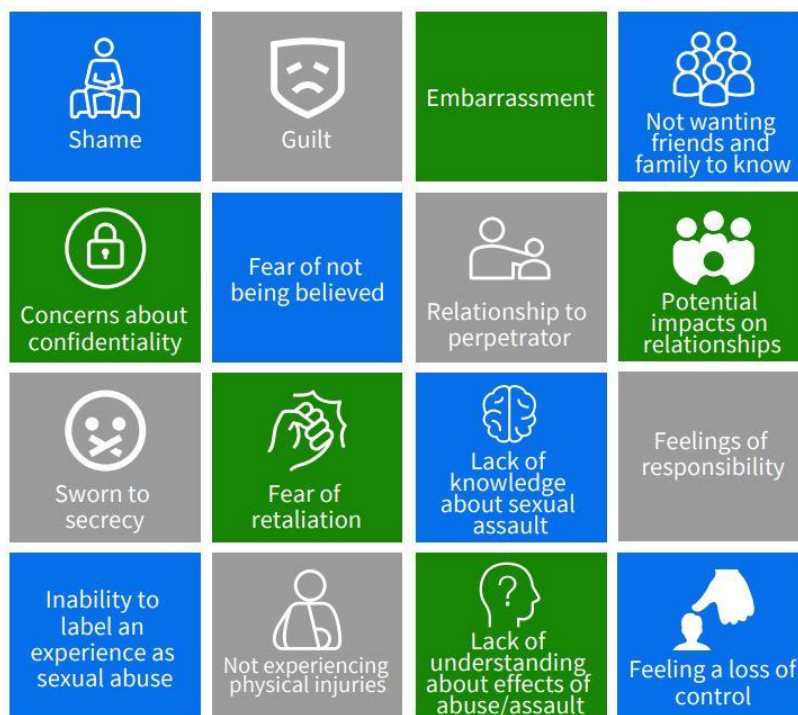 Shame
Guilt
Embarrassment
Not wanting
friends and
family to know
Concerns about
confidentiality
Fear of not
being believed
Relationship to
perpetrator
Potential
impacts on
relationships
Sworn to
secrecy
Fear of
retaliation
Lack of
knowledge
about sexual
assault
Feelings of
responsibility
Inability to
label an
experience as
sexual abuse
Not experiencing
physical injuries
?
Lack of
understanding
about effects of
abuse/assault
Feeling a loss of
control